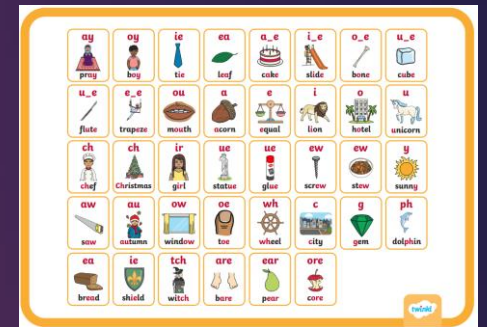 ay oy ie ea a_e i_e o_e u_e
pray boy tie leaf cake slide bone cube
u_e e_e ou a e i o u
flute trapeze mouth acorn equal lion hotel unicorn
ch ch ir ue ue ew ew y
chef Christmas girl statue glue screw stew sunny
aw au ow oe wh c g ph
saw autumn window toe wheel city gem dolphin
ea ie tch are ear ore
bread shield witch bare pear core
twinkl